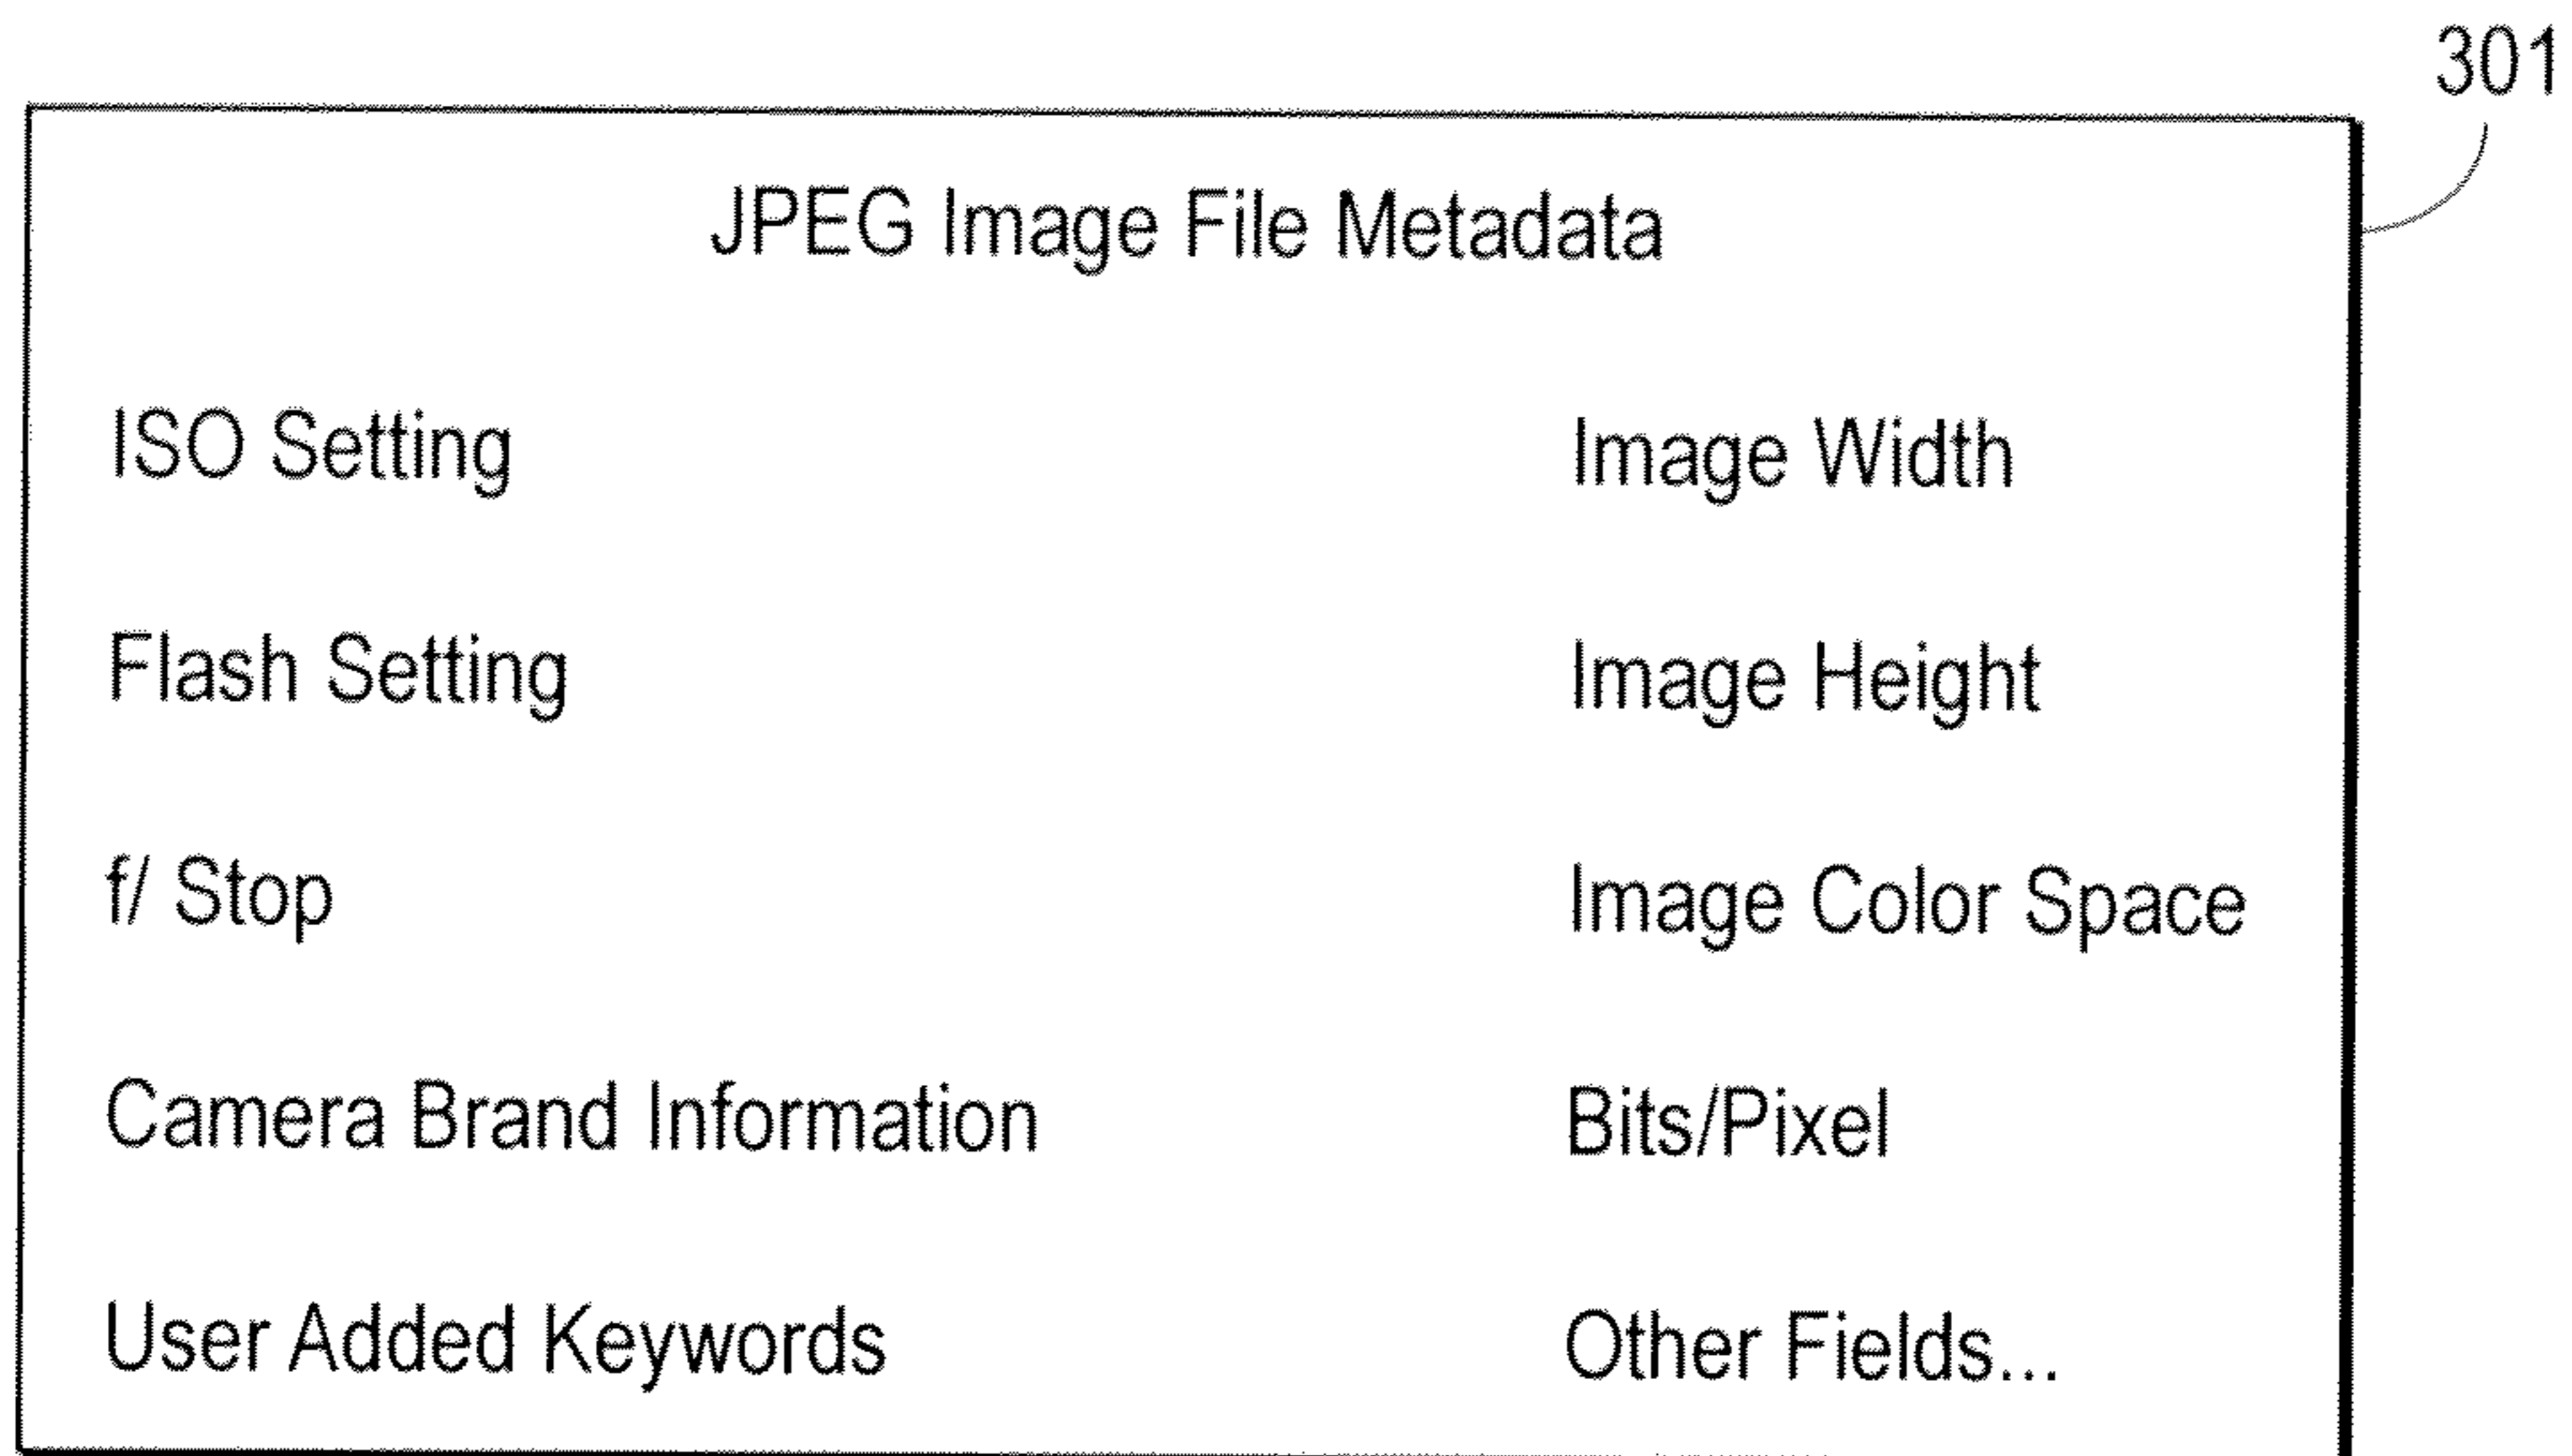 301
JPEG Image File Metadata
ISO Setting
Image Width
Flash Setting
Image Height
f/ Stop
Image Color Space
Camera Brand Information
Bits/Pixel
User Added Keywords
Other Fields...